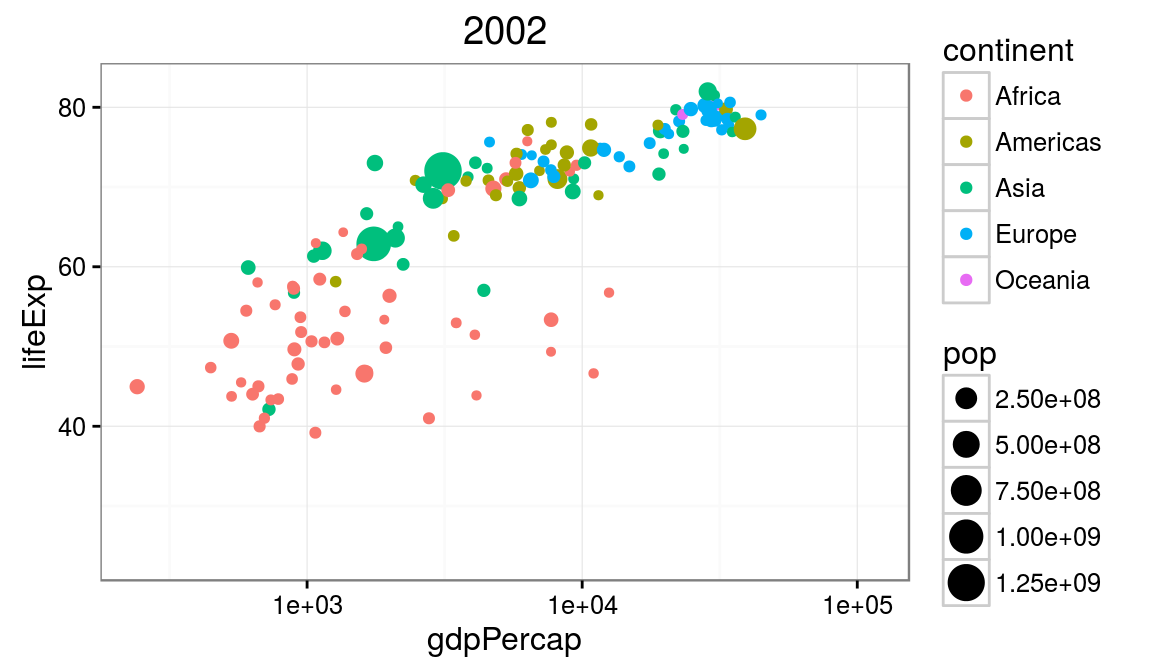 2002
lifeExp
80
60
40
1e+03
1e+04
1e+05
gdpPercap
continent
Africa
Americas
Asia
Europe
Oceania
pop
2.50e+08
5.00e+08
7.50e+08
1.00e+09
1.25e+09